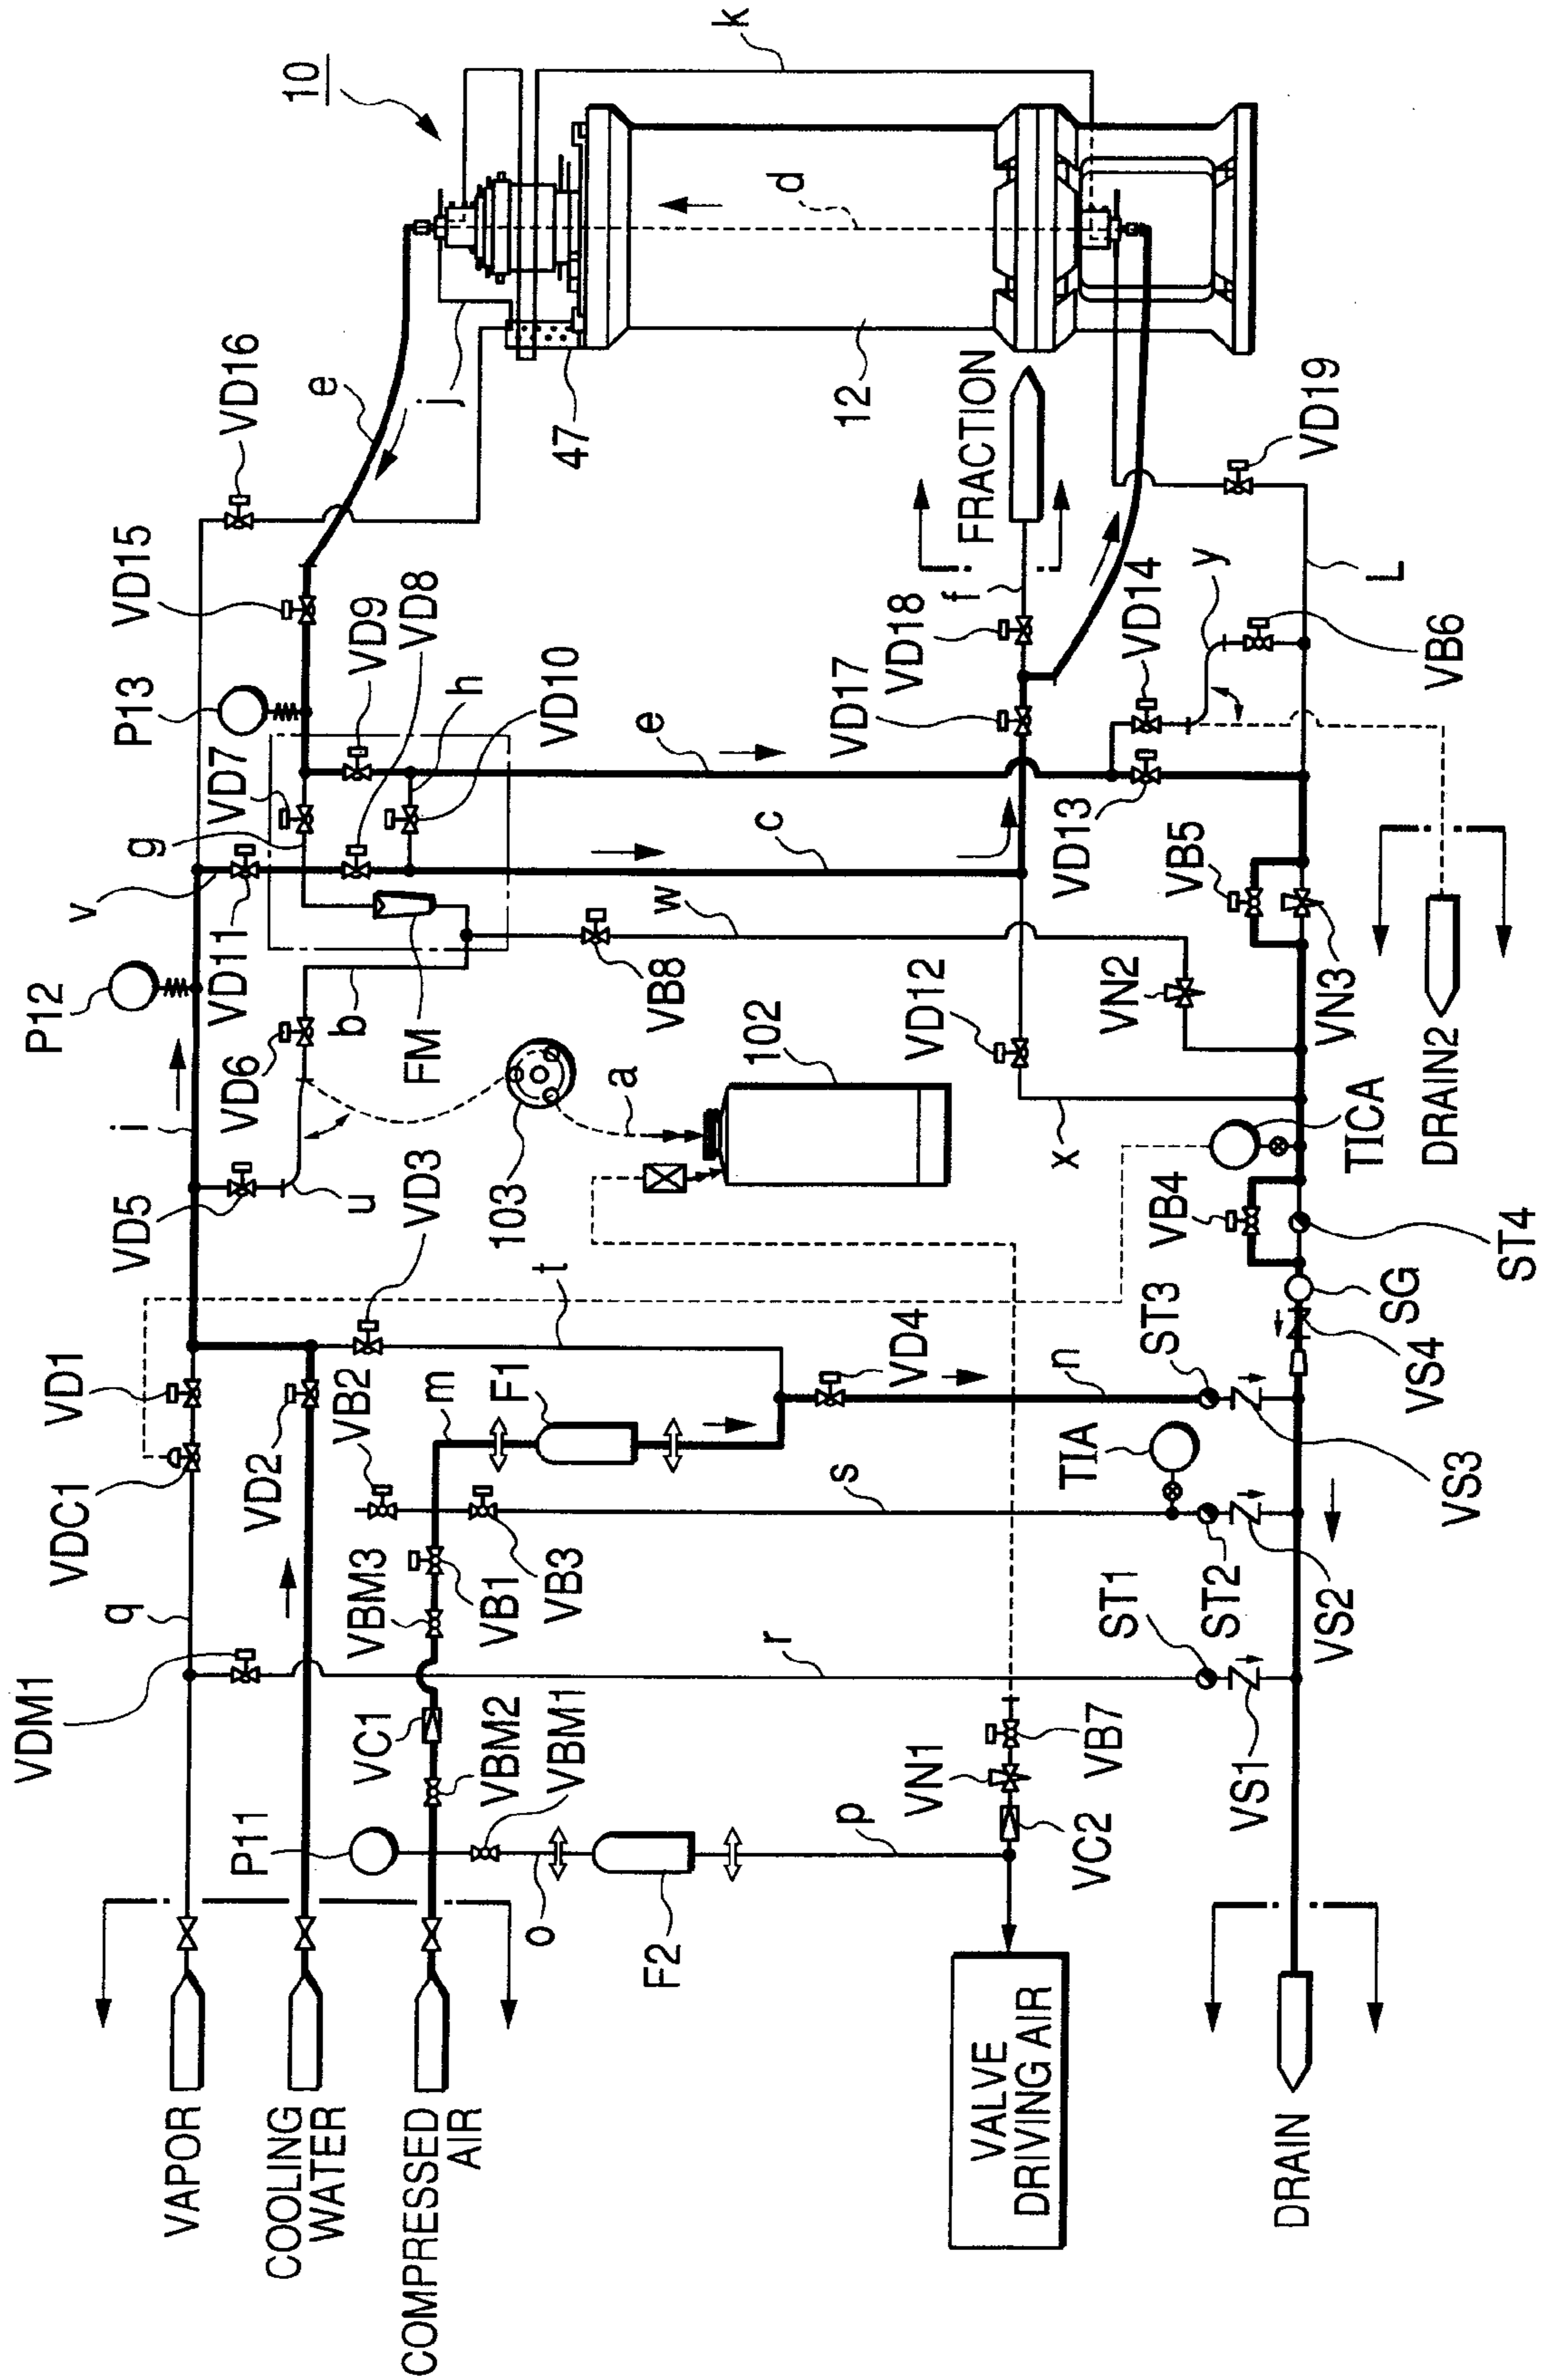 VAPOR
COOLING
WATER
COMPRESSED
AIR
VALVE
DRIVING AIR
DRAIN
P11
o
F2
p
VBM1
VBM2
VC1
VC2
VN1
VB7
VDM1
q
r
ST1
VS1
VDC1
VD1
VD2
VBM3
VB1
VB2
VB3
m
F1
s
TIA
ST2
VS2
VD3
t
VD4
n
ST3
VS3
VS4
SG
ST4
VB4
TICA
i
VD5
u
VD6
b
103
a
102
x
VD12
P12
v
VD11
g
VD7
FM
VB8
w
VN2
VN3
VB5
DRAIN2
c
e
P13
VD9
VD8
h
VD10
VD13
VD17
VD18
VD14
y
VB6
f
FRACTION
L
VD19
VD15
VD16
e
j
47
12
d
10
k